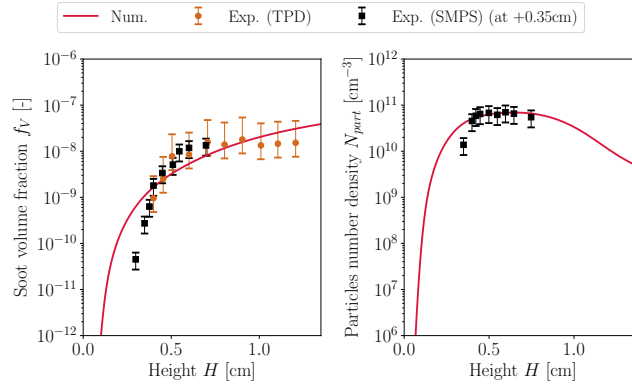 Num. Exp. (TPD) Exp. (SMPS) (at +0.35cm)
Soot volume fraction f_V [-]
10^{-6}
10^{-7}
10^{-8}
10^{-9}
10^{-10}
10^{-11}
10^{-12}
0.0 0.5 1.0
Height H [cm]
Particles number density N_{part} [cm^{-3}]
10^{12}
10^{11}
10^{10}
10^{9}
10^{8}
10^{7}
10^{6}
0.0 0.5 1.0
Height H [cm]